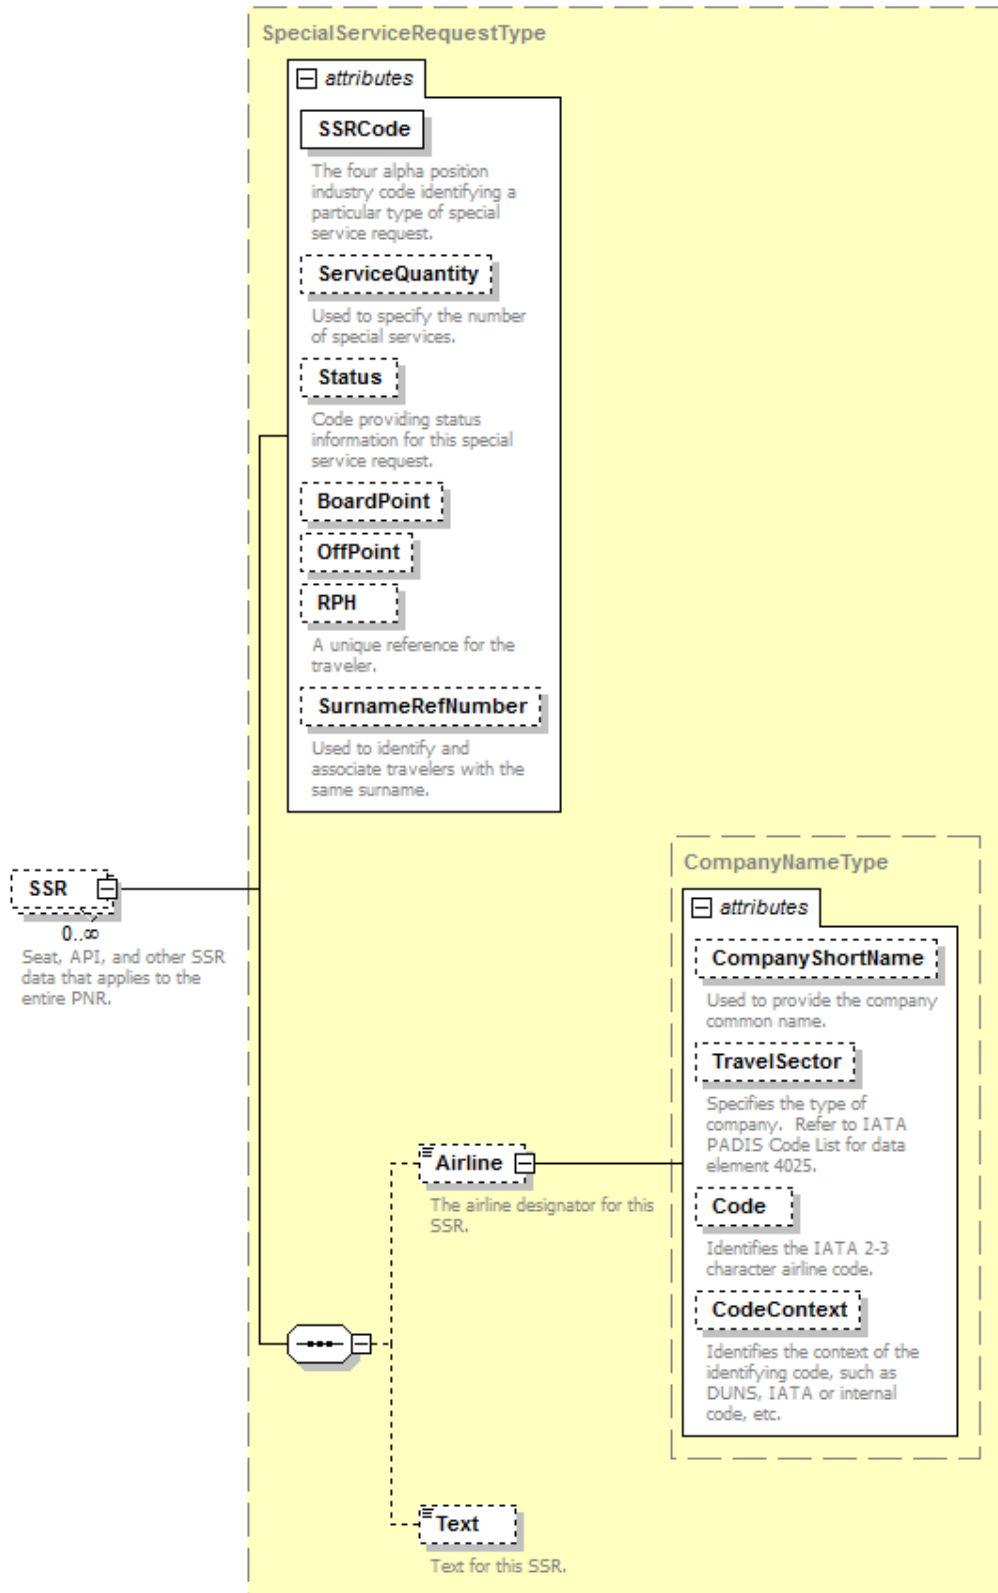 SpecialServiceRequestType
attributes
SSRCode
The four alpha position
industry code identifying a
particular type of special
service request.
ServiceQuantity
Used to specify the number
of special services.
Status
Code providing status
information for this special
service request.
BoardPoint
OffPoint
RPH
A unique reference for the
traveler.
SurnameRefNumber
Used to identify and
associate travelers with the
same surname.
SSR
0..∞
Seat, API, and other SSR
data that applies to the
entire PNR.
CompanyNameType
attributes
CompanyShortName
Used to provide the company
common name.
TravelSector
Specifies the type of
company.  Refer to IATA
PADIS Code List for data
element 4025.
Code
Identifies the IATA 2-3
character airline code.
CodeContext
Identifies the context of the
identifying code, such as
DUNS, IATA or internal
code, etc.
Airline
The airline designator for this
SSR.
Text
Text for this SSR.